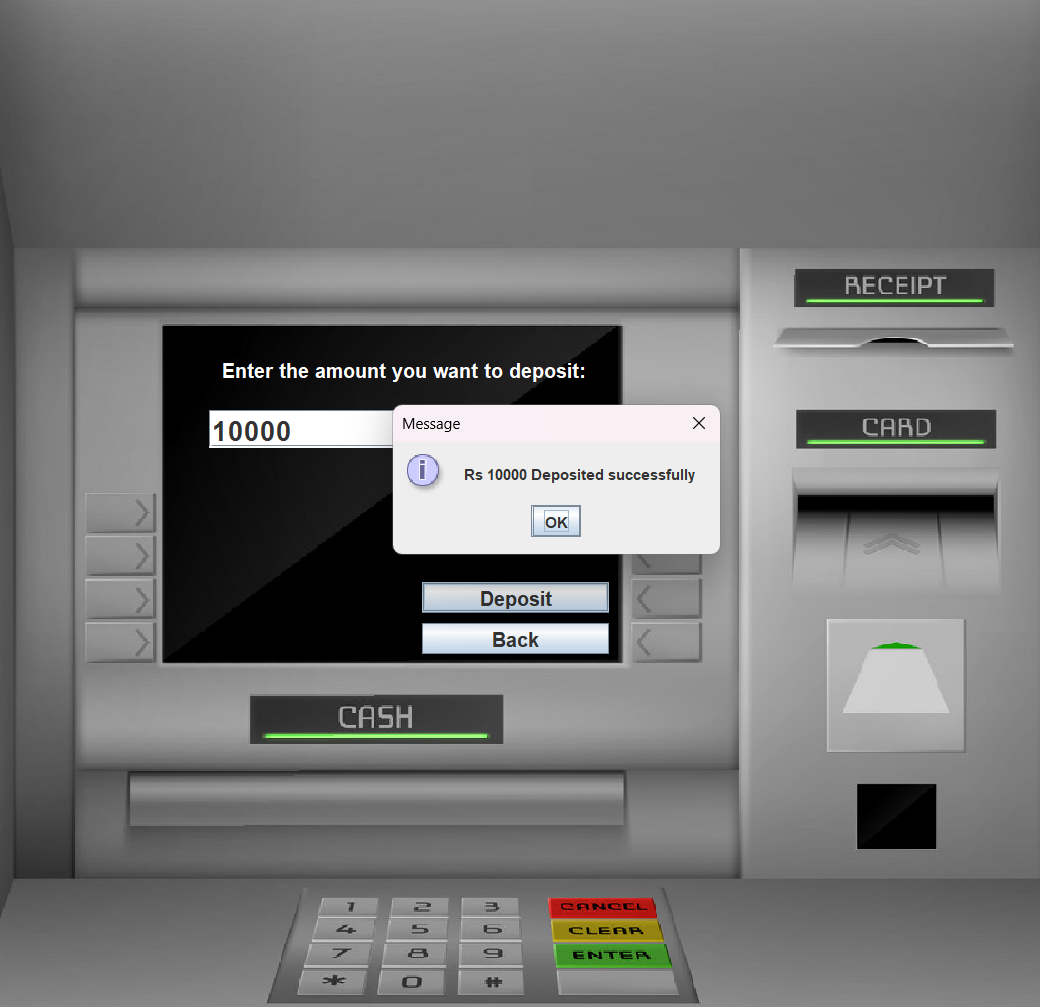 RECEIPT
Enter the amount you want to deposit:
10000
Message
i
Rs 10000 Deposited successfully
OK
CARD
Deposit
Back
CASH
1 2 3 CANCEL
4 5 6 CLEAR
7 8 9 ENTER
* 0 #